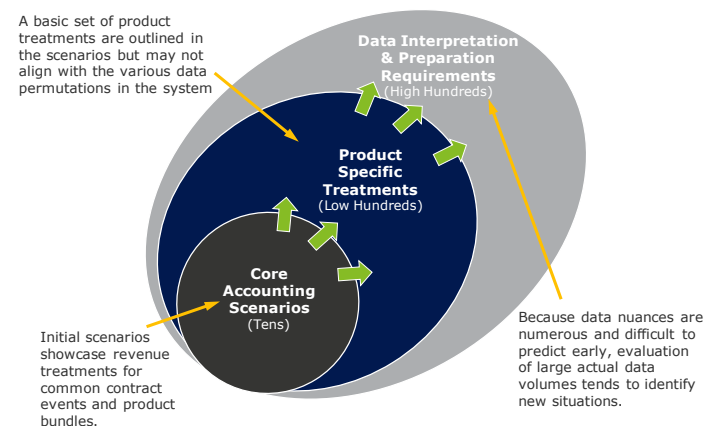 A basic set of product
treatments are outlined in
the scenarios but may not
align with the various data
permutations in the system
Data Interpretation
& Preparation
Requirements
(High Hundreds)
Product
Specific
Treatments
(Low Hundreds)
Core
Accounting
Scenarios
(Tens)
Initial scenarios
showcase revenue
treatments for
common contract
events and product
bundles.
Because data nuances are
numerous and difficult to
predict early, evaluation
of large actual data
volumes tends to identify
new situations.